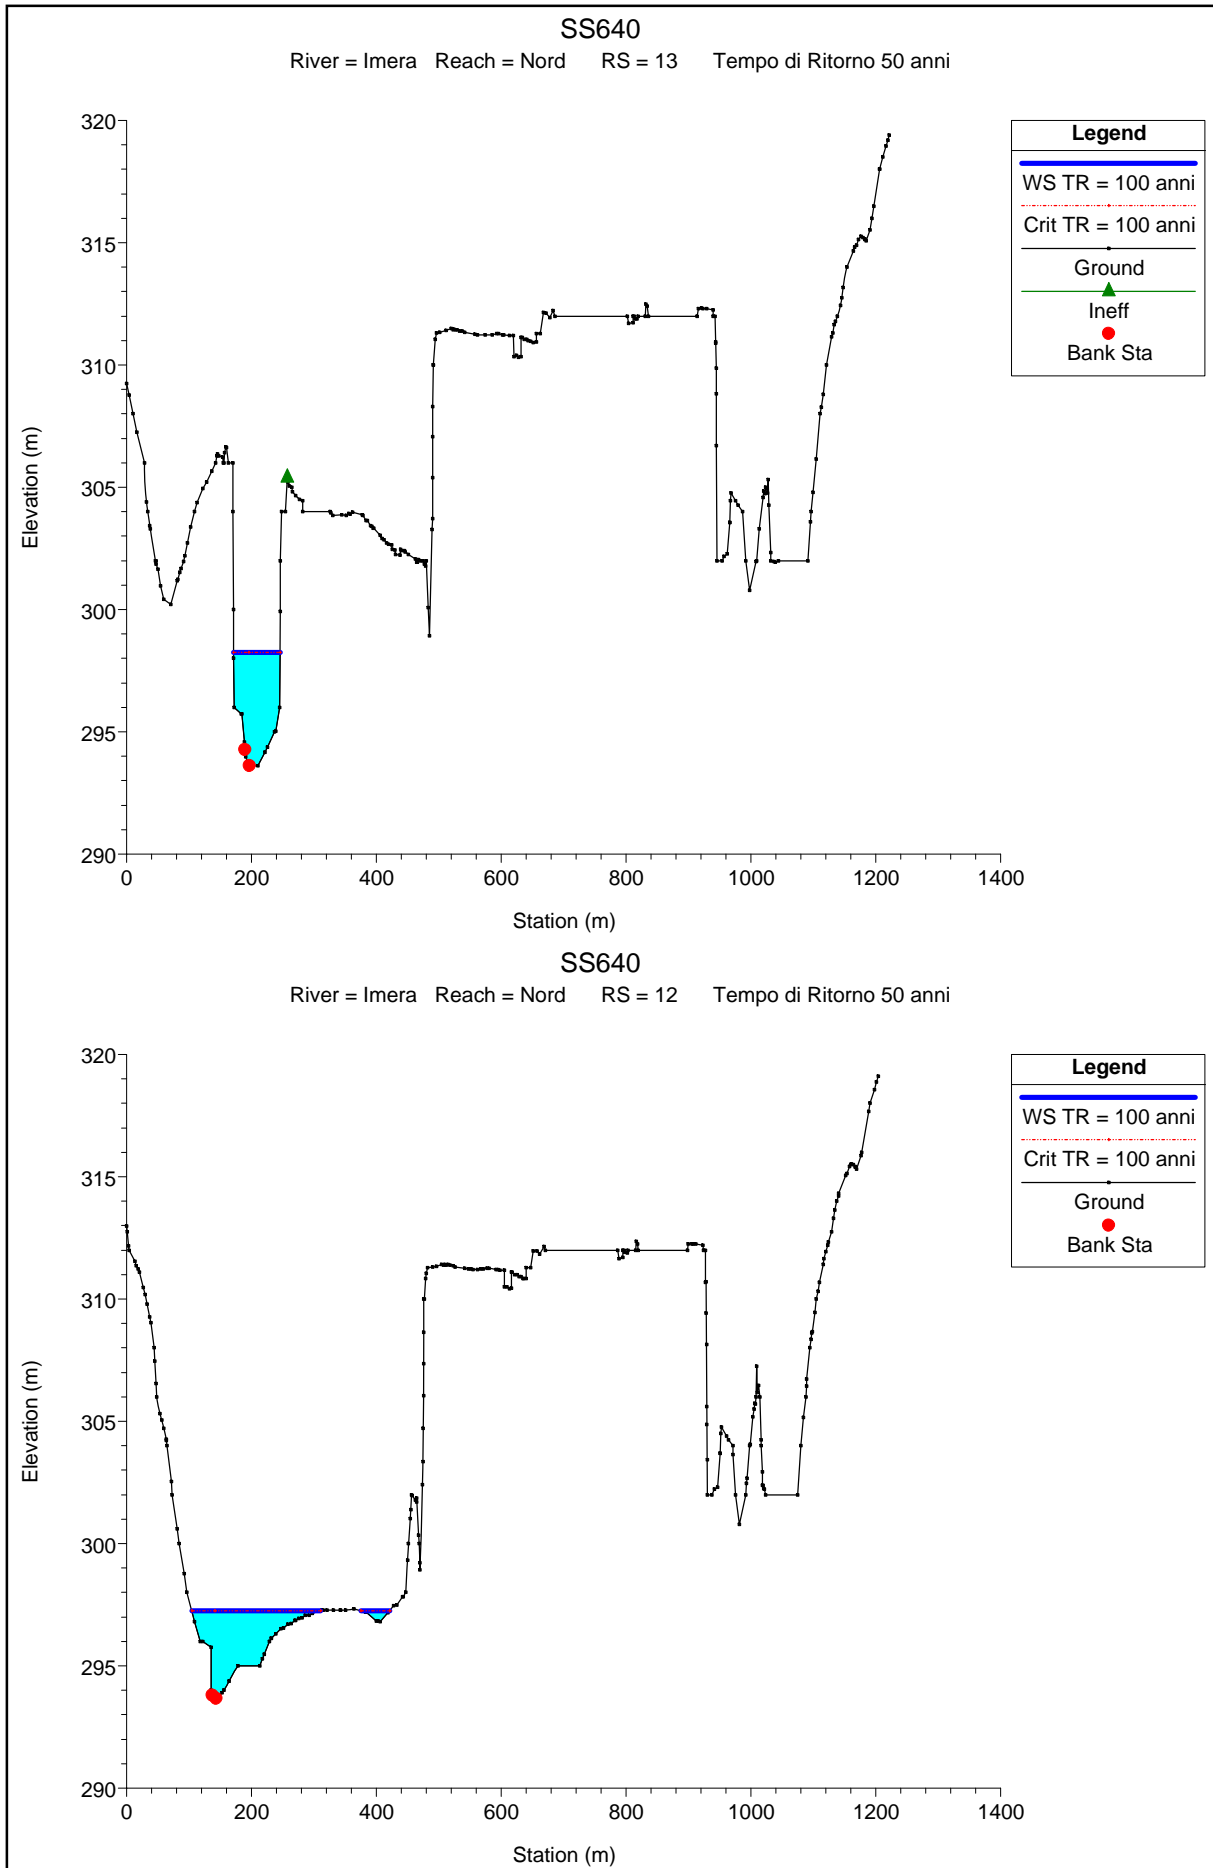 SS640
River = Imera   Reach = Nord      RS = 13      Tempo di Ritorno 50 anni
320
315
310
305
300
295
290
Elevation (m)
0 200 400 600 800 1000 1200 1400
Station (m)
Legend
WS TR = 100 anni
Crit TR = 100 anni
Ground
Ineff
Bank Sta
SS640
River = Imera   Reach = Nord      RS = 12      Tempo di Ritorno 50 anni
320
315
310
305
300
295
290
Elevation (m)
0 200 400 600 800 1000 1200 1400
Station (m)
Legend
WS TR = 100 anni
Crit TR = 100 anni
Ground
Bank Sta